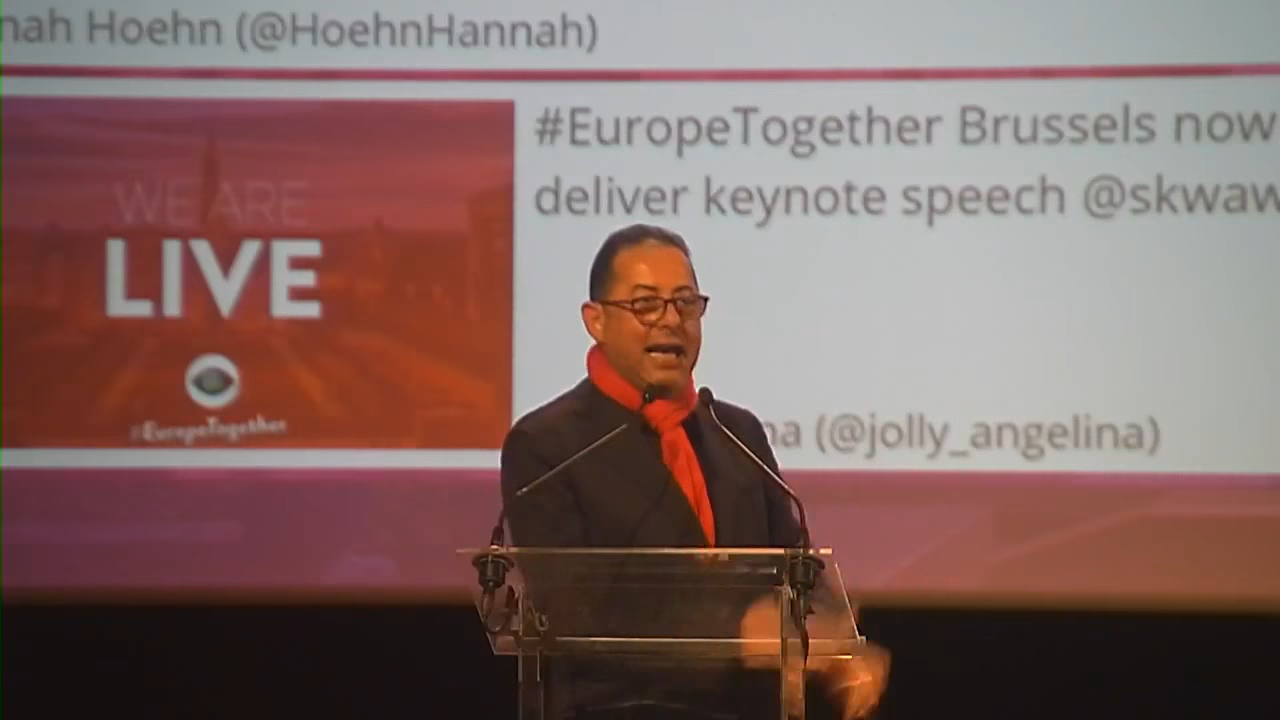 nah Hoehn (@HoehnHannah)
#EuropeTogether Brussels now
deliver keynote speech @skwaw
WE ARE
LIVE
#EuropeTogether
na (@jolly_angelina)